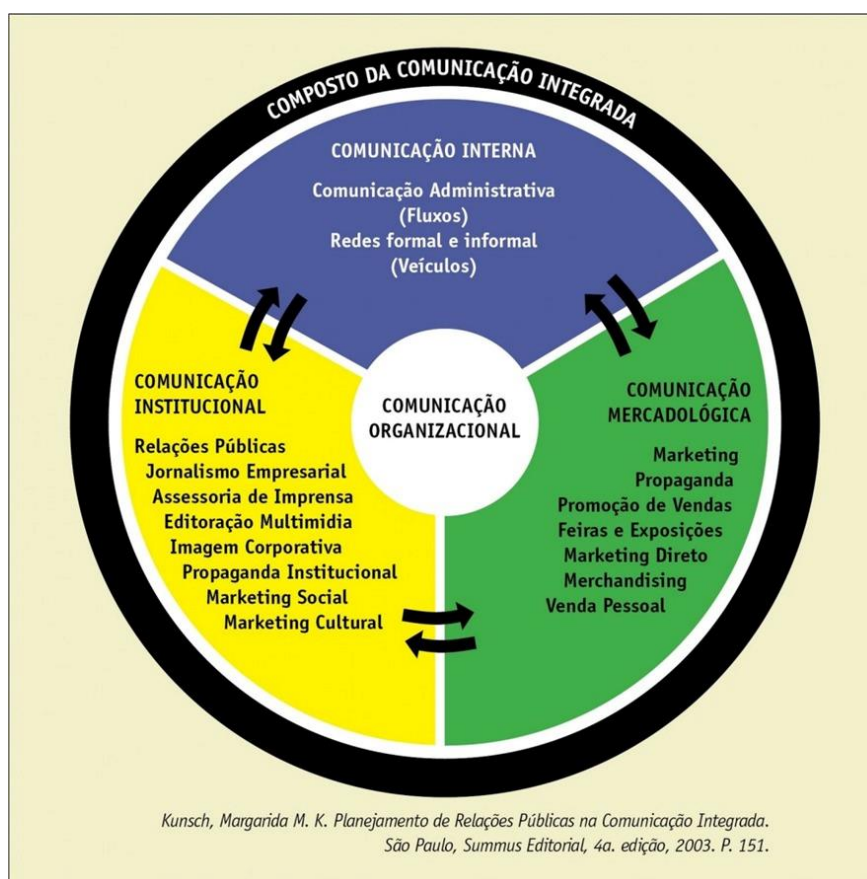 COMPOSTO DA COMUNICAÇÃO INTEGRADA
COMUNICAÇÃO INTERNA
Comunicação Administrativa
(Fluxos)
Redes formal e informal
(Veículos)
COMUNICAÇÃO
INSTITUCIONAL
Relações Públicas
Jornalismo Empresarial
Assessoria de Imprensa
Editoração Multimidia
Imagem Corporativa
Propaganda Institucional
Marketing Social
Marketing Cultural
COMUNICAÇÃO
ORGANIZACIONAL
COMUNICAÇÃO
MERCADOLÓGICA
Marketing
Propaganda
Promoção de Vendas
Feiras e Exposições
Marketing Direto
Merchandising
Venda Pessoal
Kunsch, Margarida M. K. Planejamento de Relações Públicas na Comunicação Integrada.
São Paulo, Summus Editorial, 4a. edição, 2003. P. 151.